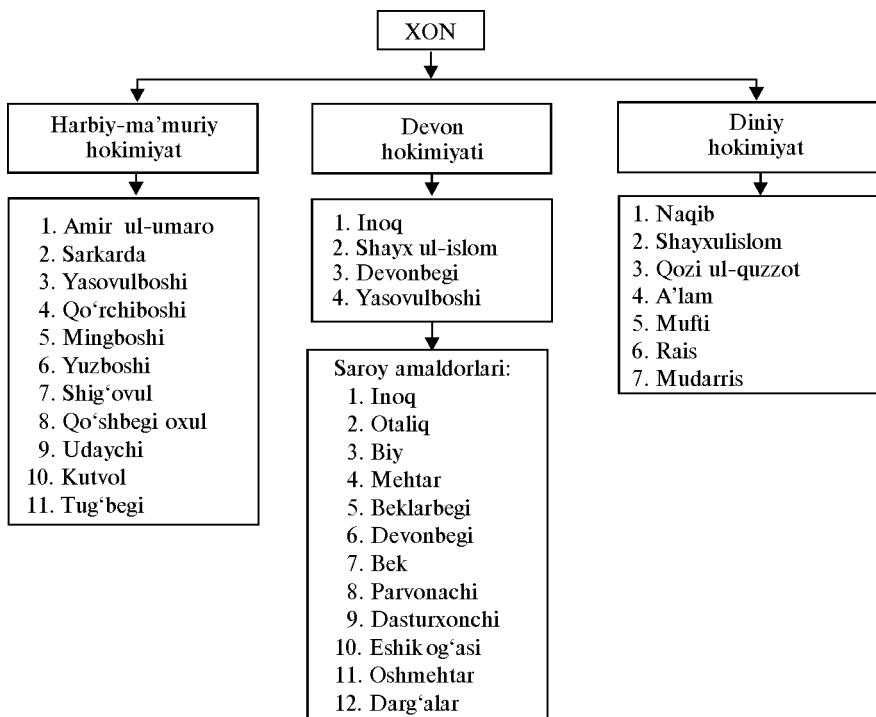 XON
Harbiy-ma’muriy
hokimiyat
Devon
hokimiyati
Diniy
hokimiyat
1. Amir ul-umaro
2. Sarkarda
3. Yasovulboshi
4. Qo‘rchiboshi
5. Mingboshi
6. Yuzboshi
7. Shig‘ovul
8. Qo‘shbegi oxul
9. Udaychi
10. Kutvol
11. Tug‘begi
1. Inoq
2. Shayx ul-islom
3. Devonbegi
4. Yasovulboshi
Saroy amaldorlari:
1. Inoq
2. Otaliq
3. Biy
4. Mehtar
5. Beklarbegi
6. Devonbegi
7. Bek
8. Parvonachi
9. Dasturxonchi
10. Eshik og‘asi
11. Oshmehtar
12. Darg‘alar
1. Naqib
2. Shayxulislom
3. Qozi ul-quzzot
4. A’lam
5. Mufti
6. Rais
7. Mudarris